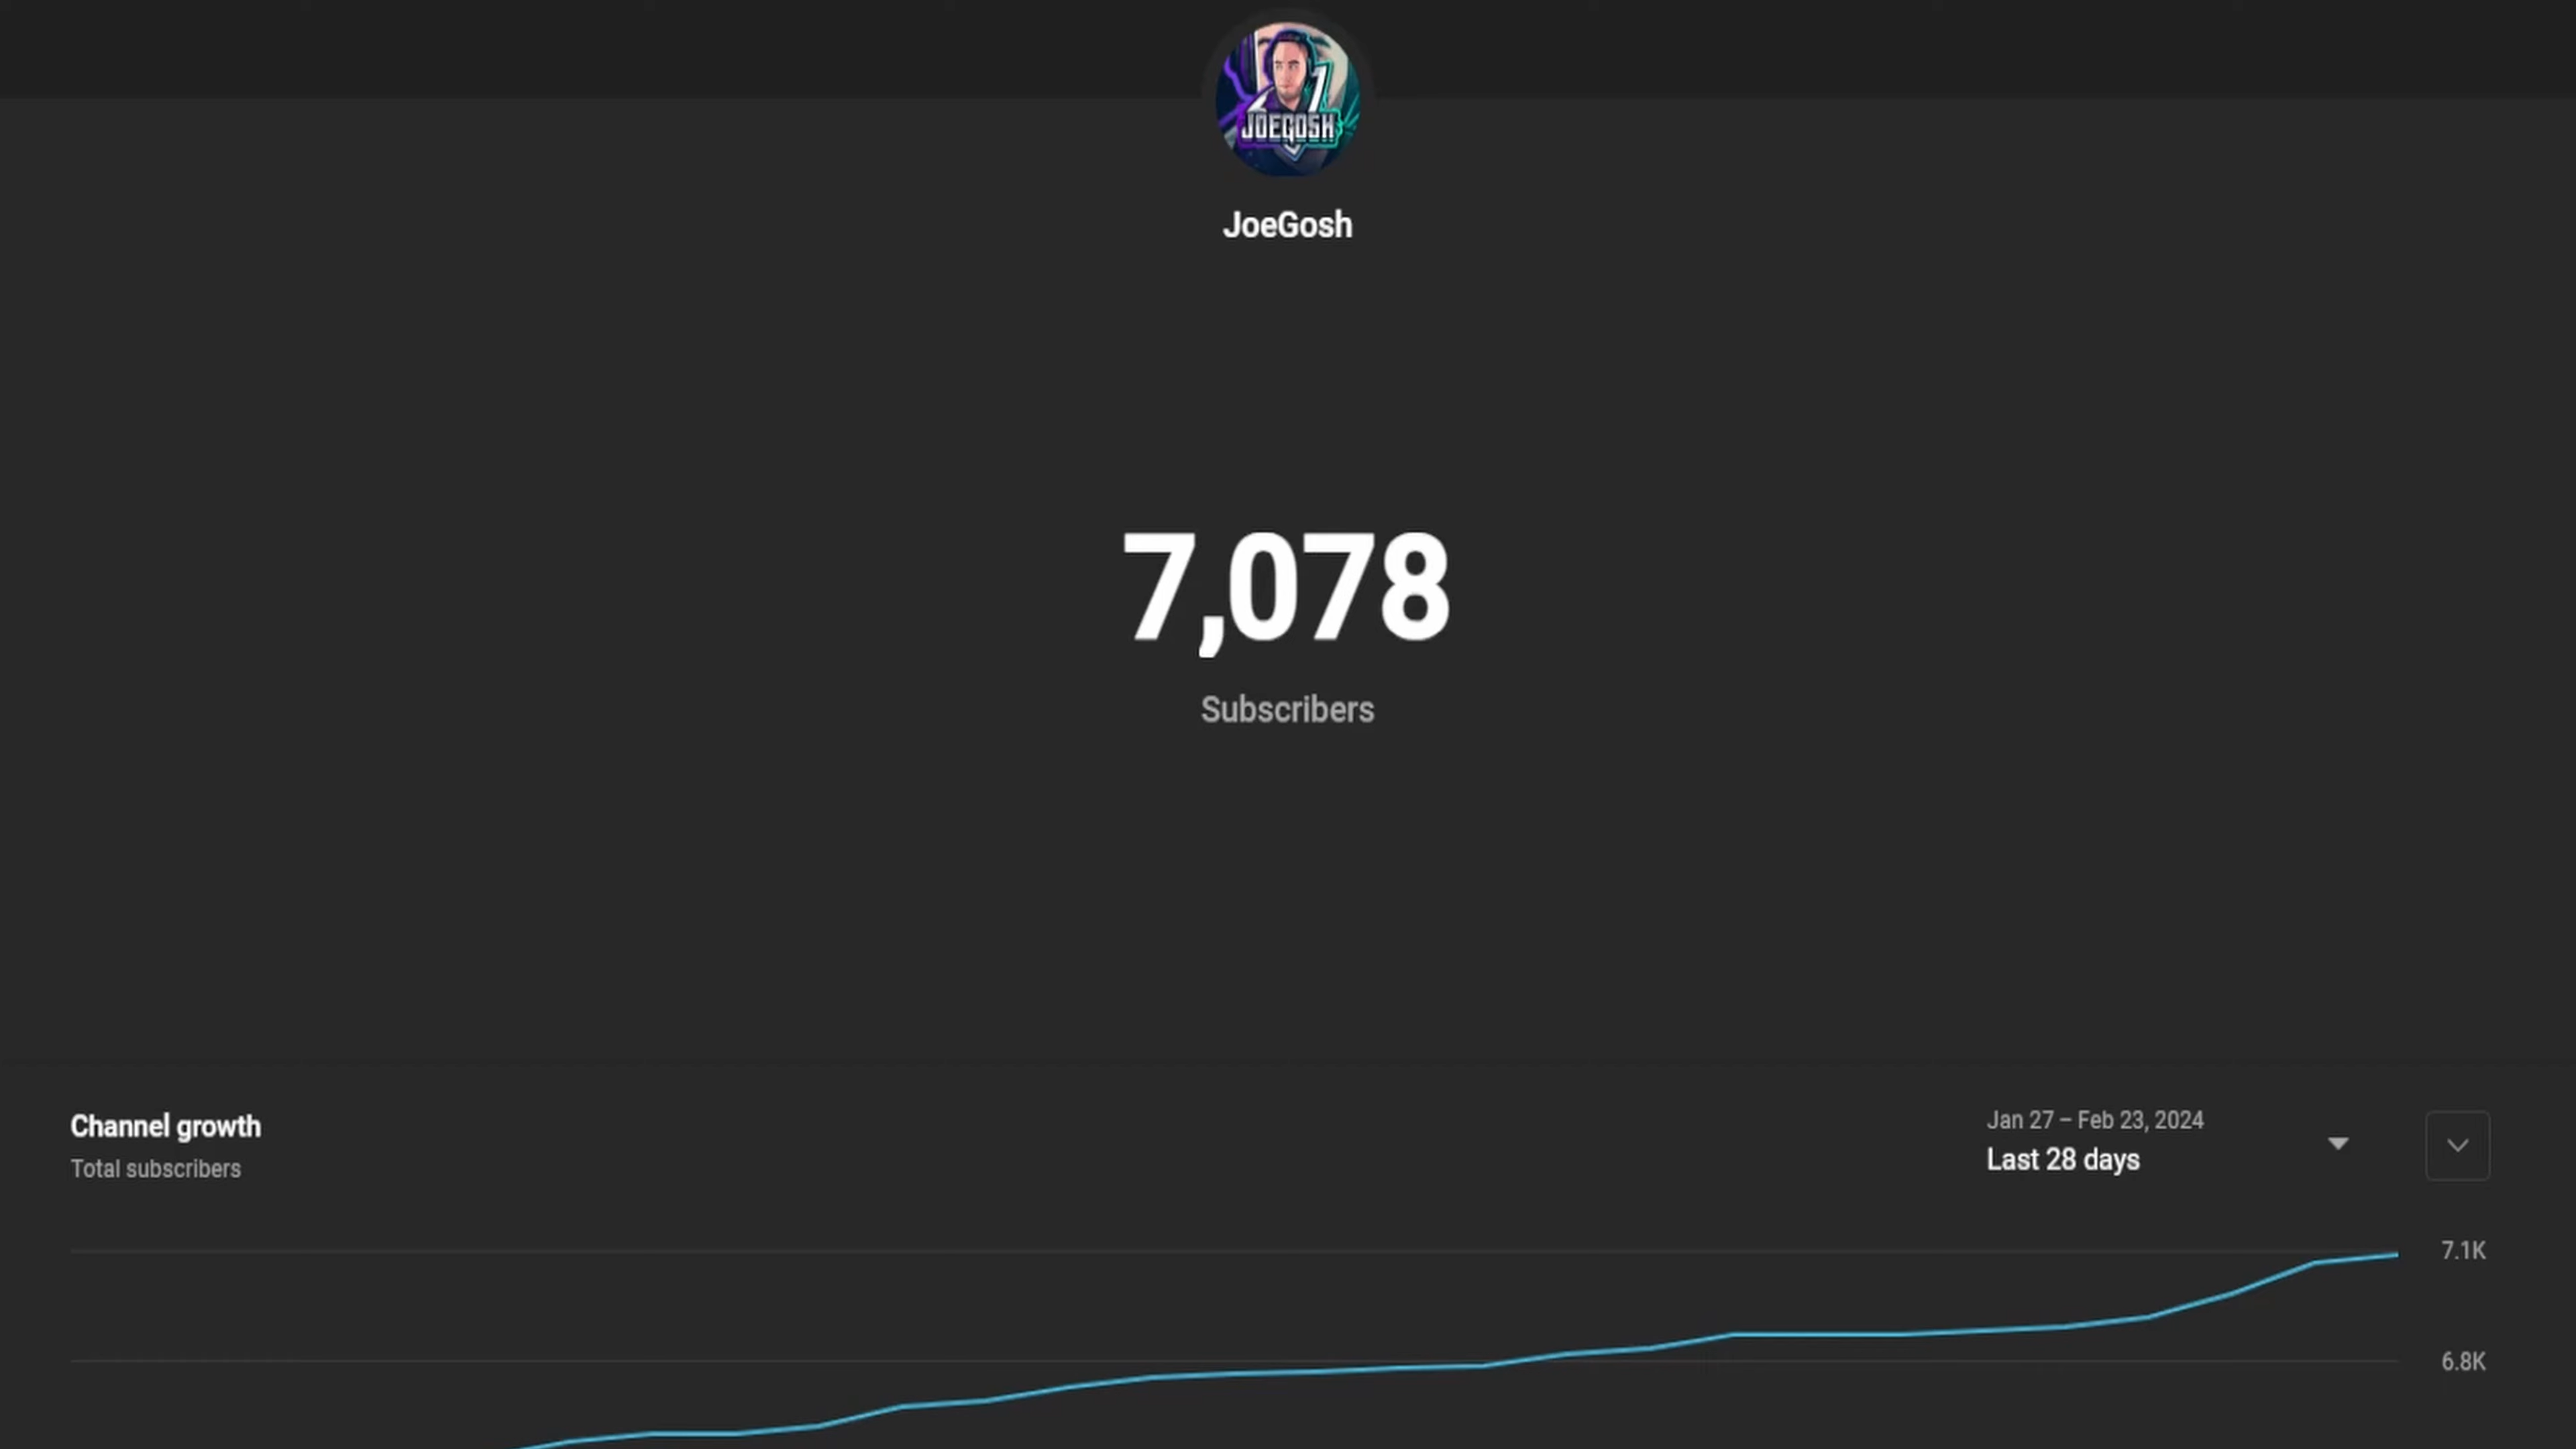 JOEGOSH
JoeGosh
7,078
Subscribers
Channel growth
Total subscribers
Jan 27 – Feb 23, 2024
Last 28 days
7.1K
6.8K